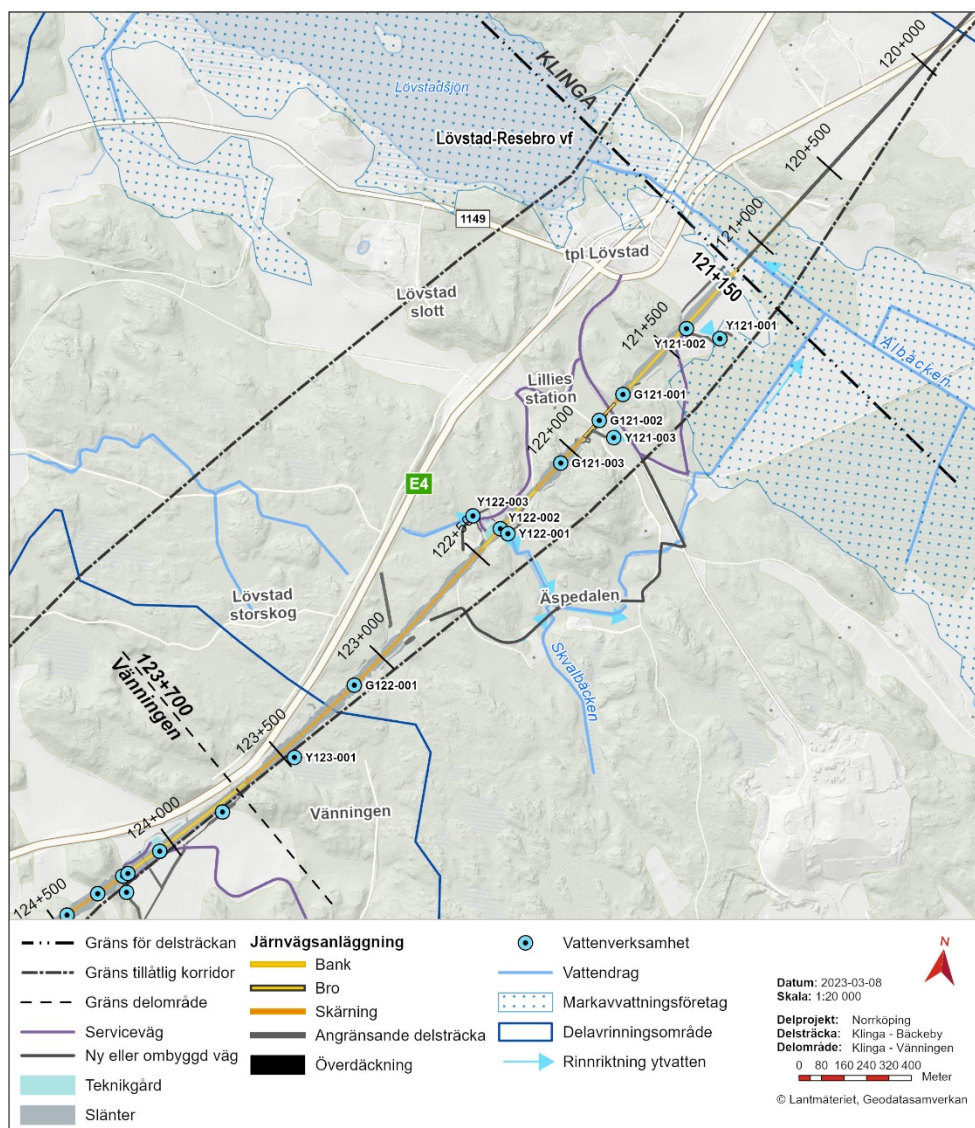 120+000
Lövstadsjön
KLINGA
Lövstad-Resebro vf
120+500
1149
121+000
tpl Lövstad
121+150
Lövstad
slott
121+500
Y121-001
Y121-002
Ålbäcken
Lillies
station
G121-001
G121-002
Y121-003
122+000
G121-003
E4
Y122-003
Y122-002
Y122-001
122+50
Äspedalen
Lövstad
storskog
123+000
Skvalbäcken
G122-001
123+700
Vänningen
123+500
Y123-001
Vänningen
124+000
124+500
Gräns för delsträckan
Gräns tillåtlig korridor
Gräns delområde
Serviceväg
Ny eller ombyggd väg
Teknikgård
Slänter
Järnvägsanläggning
Bank
Bro
Skärning
Angränsande delsträcka
Överdäckning
Vattenverksamhet
Vattendrag
Markavvattningsföretag
Delavrinningsområde
Rinnriktning ytvatten
N
Datum: 2023-03-08
Skala: 1:20 000
Delprojekt: Norrköping
Delsträcka: Klinga - Bäckeby
Delområde: Klinga - Vänningen
0 80 160 240 320 400
Meter
© Lantmäteriet, Geodatasamverkan